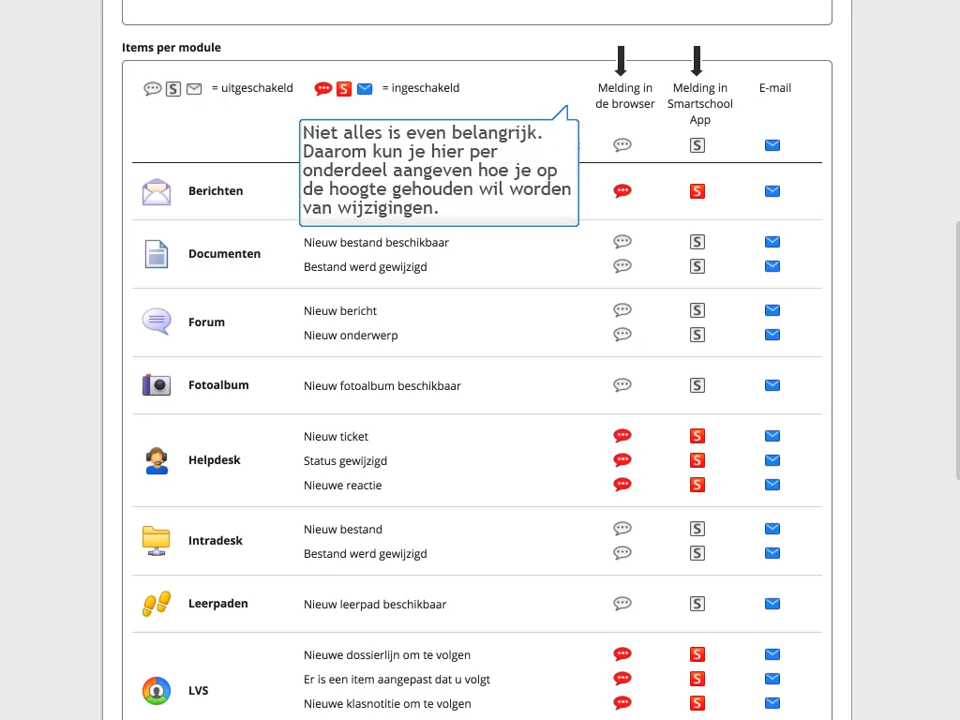 Items per module
= uitgeschakeld
= ingeschakeld
Melding in
de browser
Melding in
Smartschool
App
E-mail
Niet alles is even belangrijk.
Daarom kun je hier per
onderdeel aangeven hoe je op
de hoogte gehouden wil worden
van wijzigingen.
Berichten
Documenten
Nieuw bestand beschikbaar
Bestand werd gewijzigd
Forum
Nieuw bericht
Nieuw onderwerp
Fotoalbum
Nieuw fotoalbum beschikbaar
Helpdesk
Nieuw ticket
Status gewijzigd
Nieuwe reactie
Intradesk
Nieuw bestand
Bestand werd gewijzigd
Leerpaden
Nieuw leerpad beschikbaar
LVS
Nieuwe dossierlijn om te volgen
Er is een item aangepast dat u volgt
Nieuwe klasnotitie om te volgen